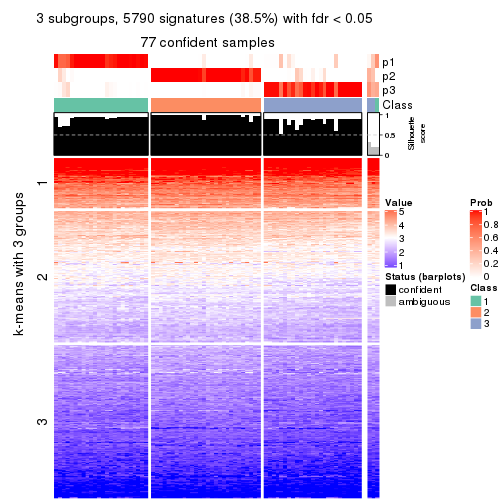 3 subgroups, 5790 signatures (38.5%) with fdr < 0.05
77 confident samples
p1
p2
p3
Class
1
0.5
0
Silhouette
score
k-means with 3 groups
1
2
3
Value
5
4
3
2
1
Status (barplots)
confident
ambiguous
Prob
1
0.8
0.6
0.4
0.2
0
Class
1
2
3